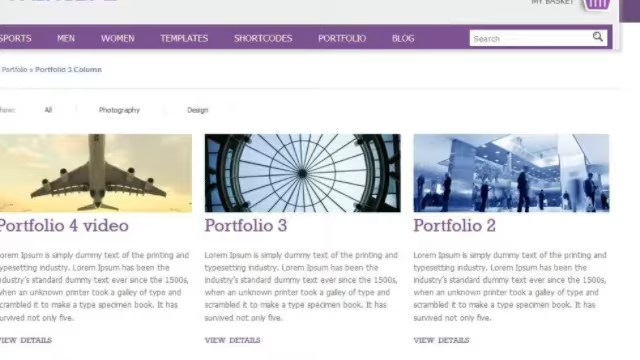 MY BASKET
SPORTS MEN WOMEN TEMPLATES SHORTCODES PORTFOLIO BLOG Search
Portfolio » Portfolio 3 Column
All Photography Design
Portfolio 4 video
orem Ipsum is simply dummy text of the printing and
ypesetting industry. Lorem Ipsum has been the
ndustry's standard dummy text ever since the 1500s,
when an unknown printer took a galley of type and
crambled it to make a type specimen book. It has
urvived not only five.
VIEW DETAILS
Portfolio 3
Lorem Ipsum is simply dummy text of the printing and
typesetting industry. Lorem Ipsum has been the
industry's standard dummy text ever since the 1500s,
when an unknown printer took a galley of type and
scrambled it to make a type specimen book. It has
survived not only five.
VIEW DETAILS
Portfolio 2
Lorem Ipsum is simply dummy text of the printing and
typesetting industry. Lorem Ipsum has been the
industry's standard dummy text ever since the 1500s,
when an unknown printer took a galley of type and
scrambled it to make a type specimen book. It has
survived not only five.
VIEW DETAILS